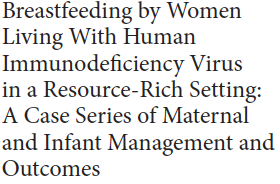 Breastfeeding by Women
Living With Human
Immunodeficiency Virus
in a Resource-Rich Setting:
A Case Series of Maternal
and Infant Management and
Outcomes